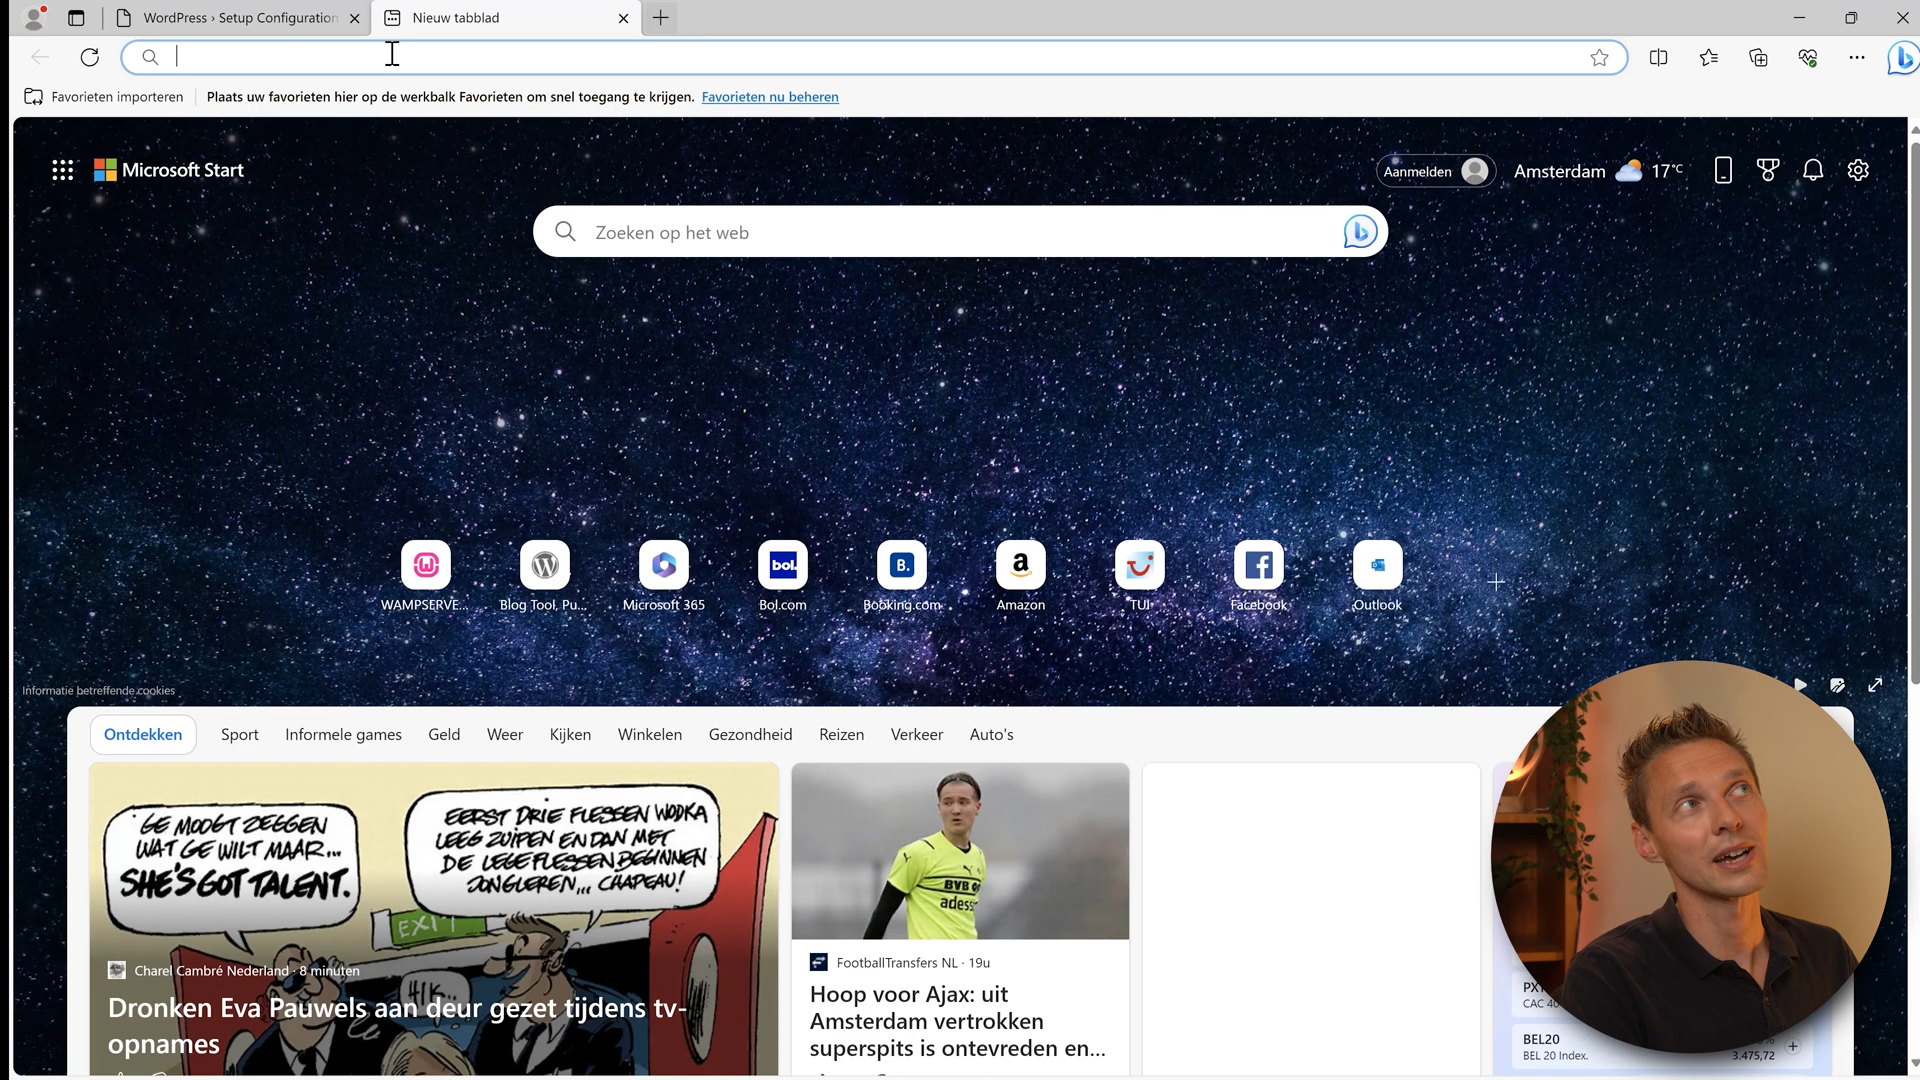 WordPress › Setup Configuration
Nieuw tabblad
Favorieten importeren
Plaats uw favorieten hier op de werkbalk Favorieten om snel toegang te krijgen. Favorieten nu beheren
Microsoft Start
Aanmelden
Amsterdam
17°C
Zoeken op het web
WAMPSERVE...
Blog Tool, Pu...
Microsoft 365
bol.
Bol.com
B.
Booking.com
a
Amazon
TUI
Facebook
Outlook
Informatie betreffende cookies
Ontdekken
Sport
Informele games
Geld
Weer
Kijken
Winkelen
Gezondheid
Reizen
Verkeer
Auto's
GE MOOGT ZEGGEN
WAT GE WILT MAAR...
SHE'S GOT TALENT.
EERST DRIE FLESSEN WODKA
LEEG ZUIPEN EN DAN MET
DE LEGE FLESSEN BEGINNEN
JONGLEREN... CHAPEAU!
EXIT
HIK...
Charel Cambré Nederland · 8 minuten
Dronken Eva Pauwels aan deur gezet tijdens tv-
opnames
BVB
adess
FootballTransfers NL · 19u
Hoop voor Ajax: uit
Amsterdam vertrokken
superspits is ontevreden en...
CAC 40
BEL20
BEL 20 Index.
3.475,72